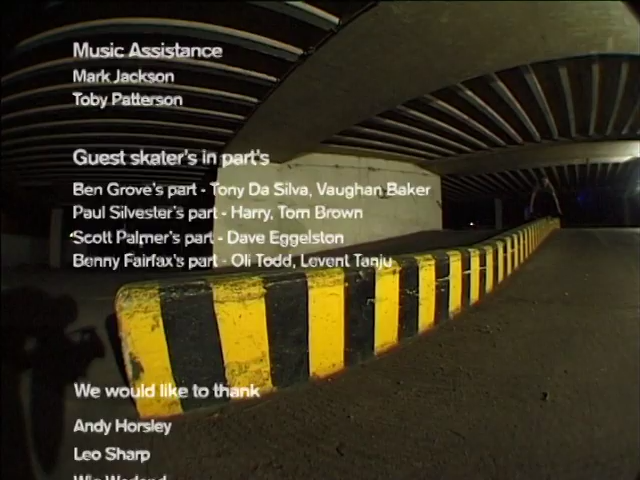 Music Assistance
Mark Jackson
Toby Patterson
Guest skater's in part's
Ben Grove's part - Tony Da Silva, Vaughan Baker
Paul Silvester's part - Harry, Tom Brown
Scott Palmer's part - Dave Eggelston
Benny Fairfax's part - Oli Todd, Levent Tanju
We would like to thank
Andy Horsley
Leo Sharp